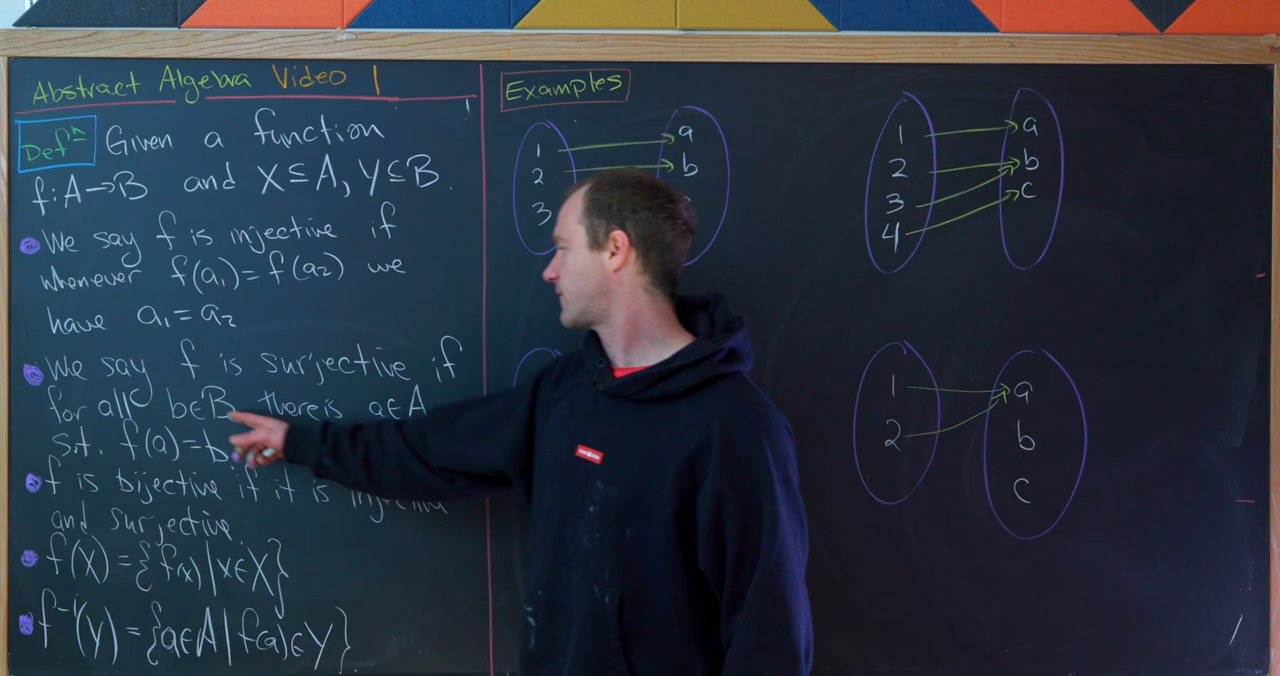 Abstract Algebra Video 1
Defⁿ Given a function
f: A→B and X⊆A, Y⊆B.
We say f is injective if
whenever f(a₁)=f(a₂) we
have a₁=a₂
We say f is surjective if
for all b∈B there is a∈A
s.t. f(a)=b
f is bijective if it is injective
and surjective
f(X)={f(x)|x∈X}
f⁻¹(Y)={a∈A|f(a)∈Y}
Examples
1 a
2 b
3
1 a
2 b
3 c
4
1 a
2 b
c